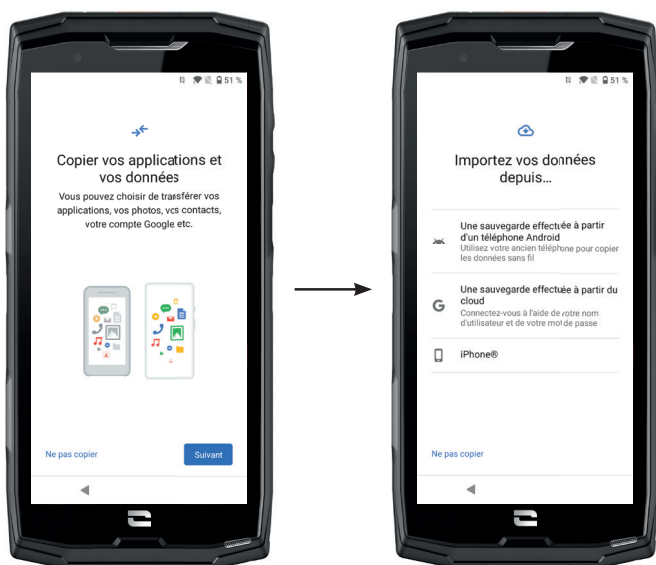 51 %
Copier vos applications et
vos données
Vous pouvez choisir de transférer vos
applications, vos photos, vos contacts,
votre compte Google etc.
Ne pas copier
Suivant
51 %
Importez vos données
depuis...
Une sauvegarde effectuée à partir
d'un téléphone Android
Utilisez votre ancien téléphone pour copier
les données sans fil
Une sauvegarde effectuée à partir du
cloud
Connectez-vous à l'aide de votre nom
d'utilisateur et de votre mot de passe
iPhone®
Ne pas copier